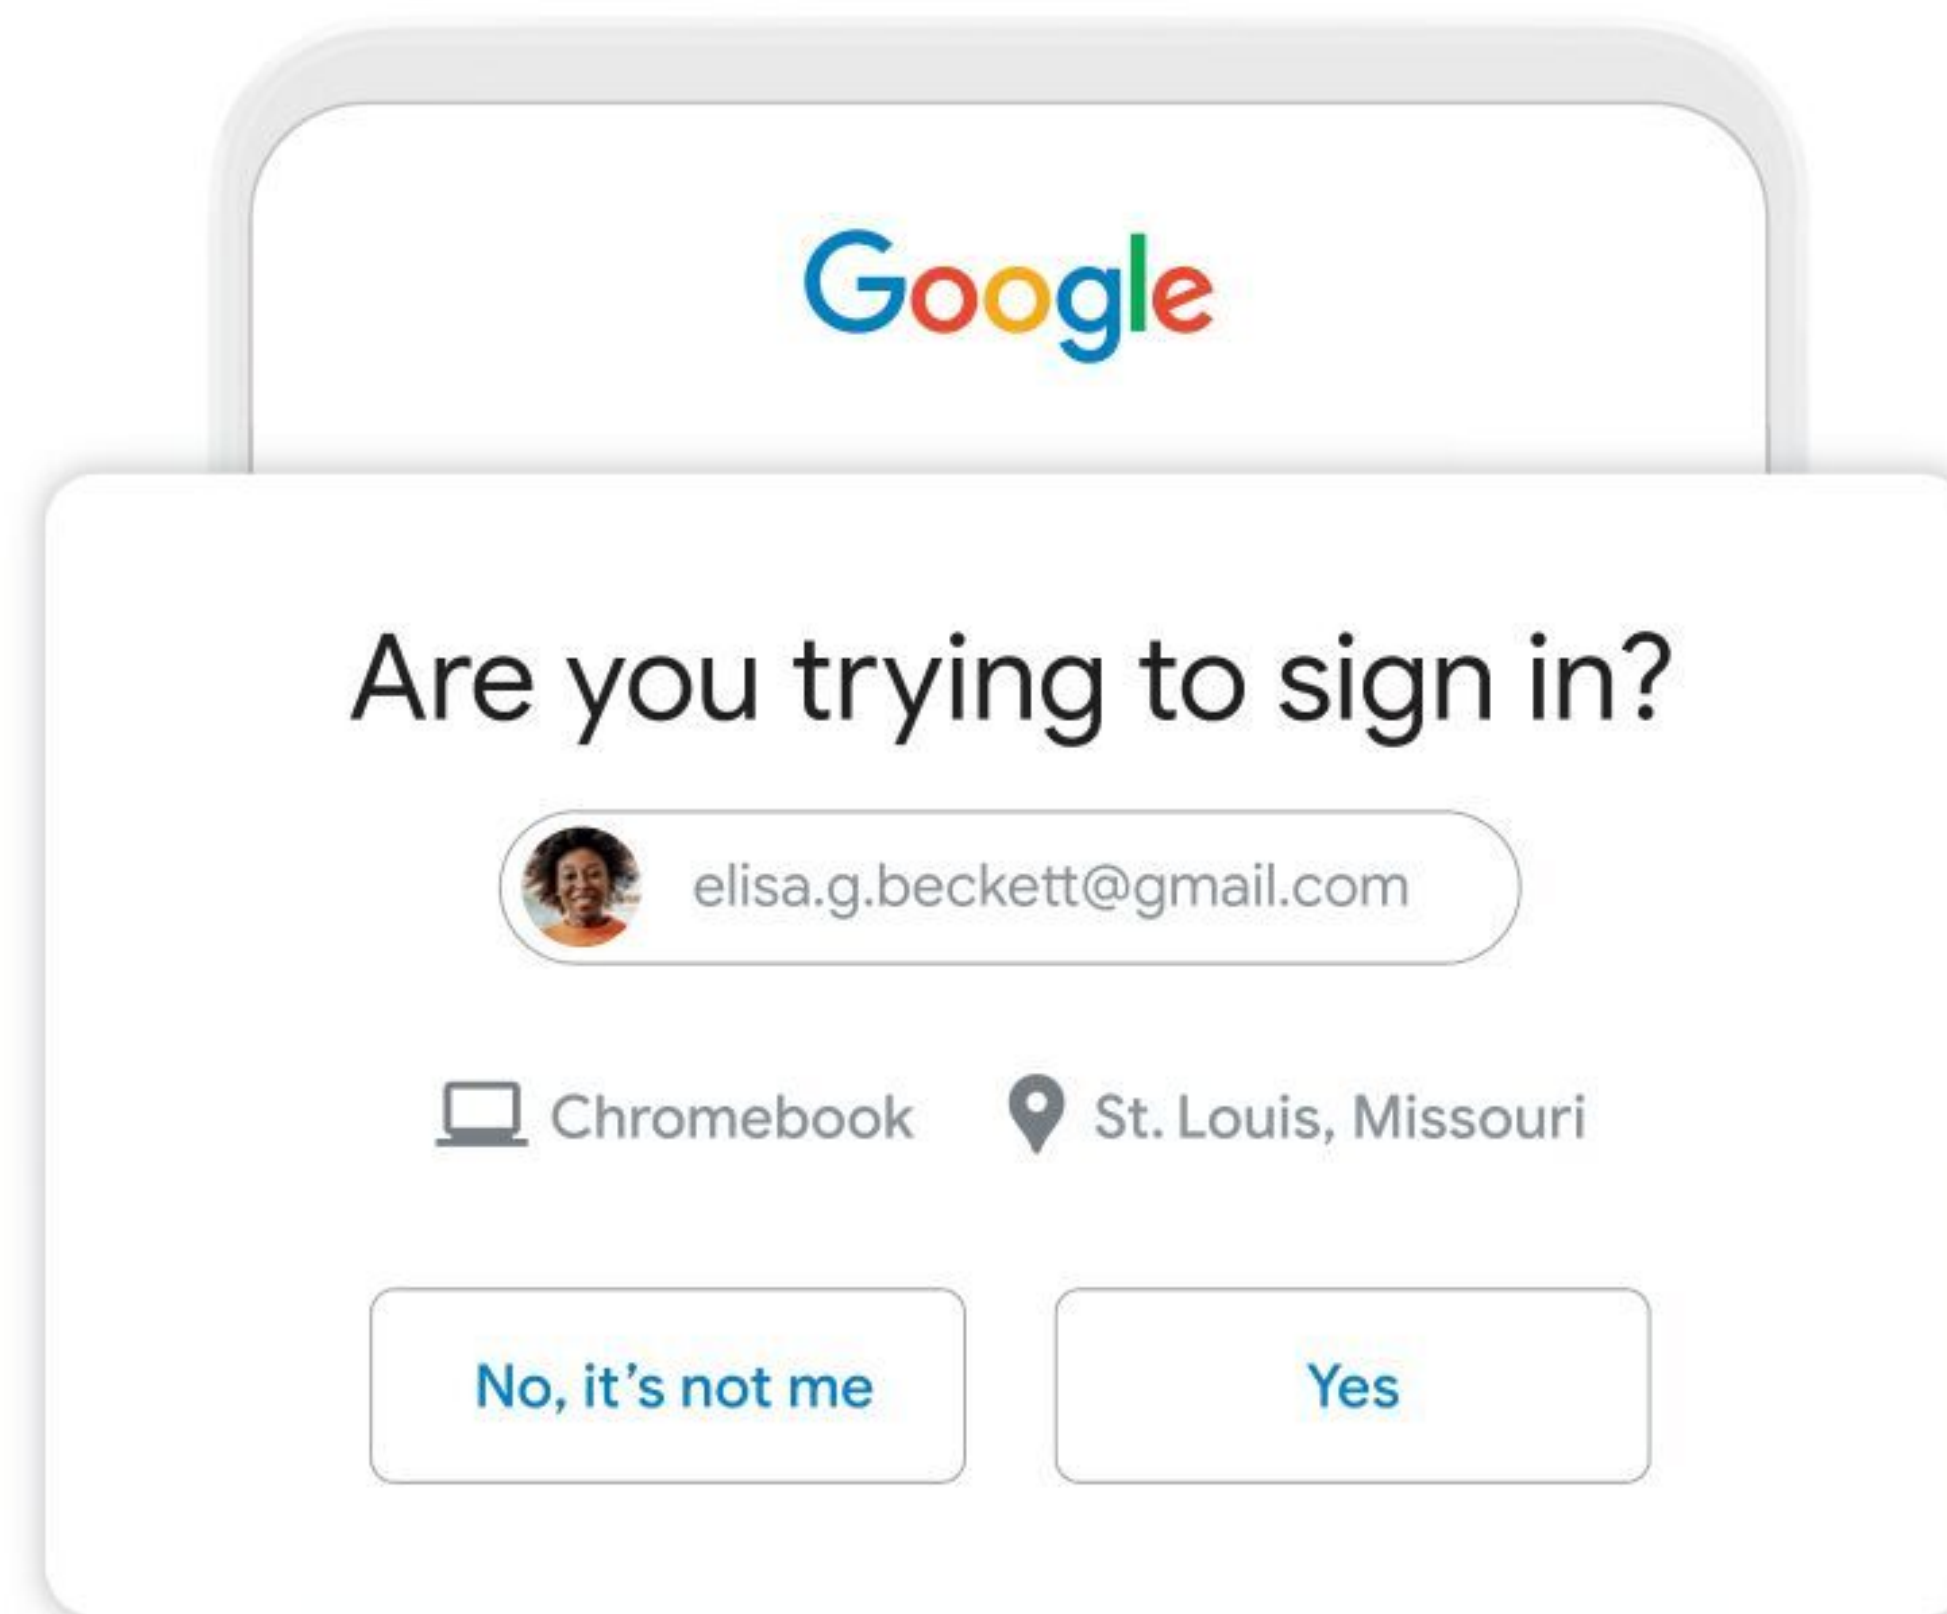 Google
Are you trying to sign in?
elisa.g.beckett@gmail.com
Chromebook St. Louis, Missouri
No, it’s not me Yes